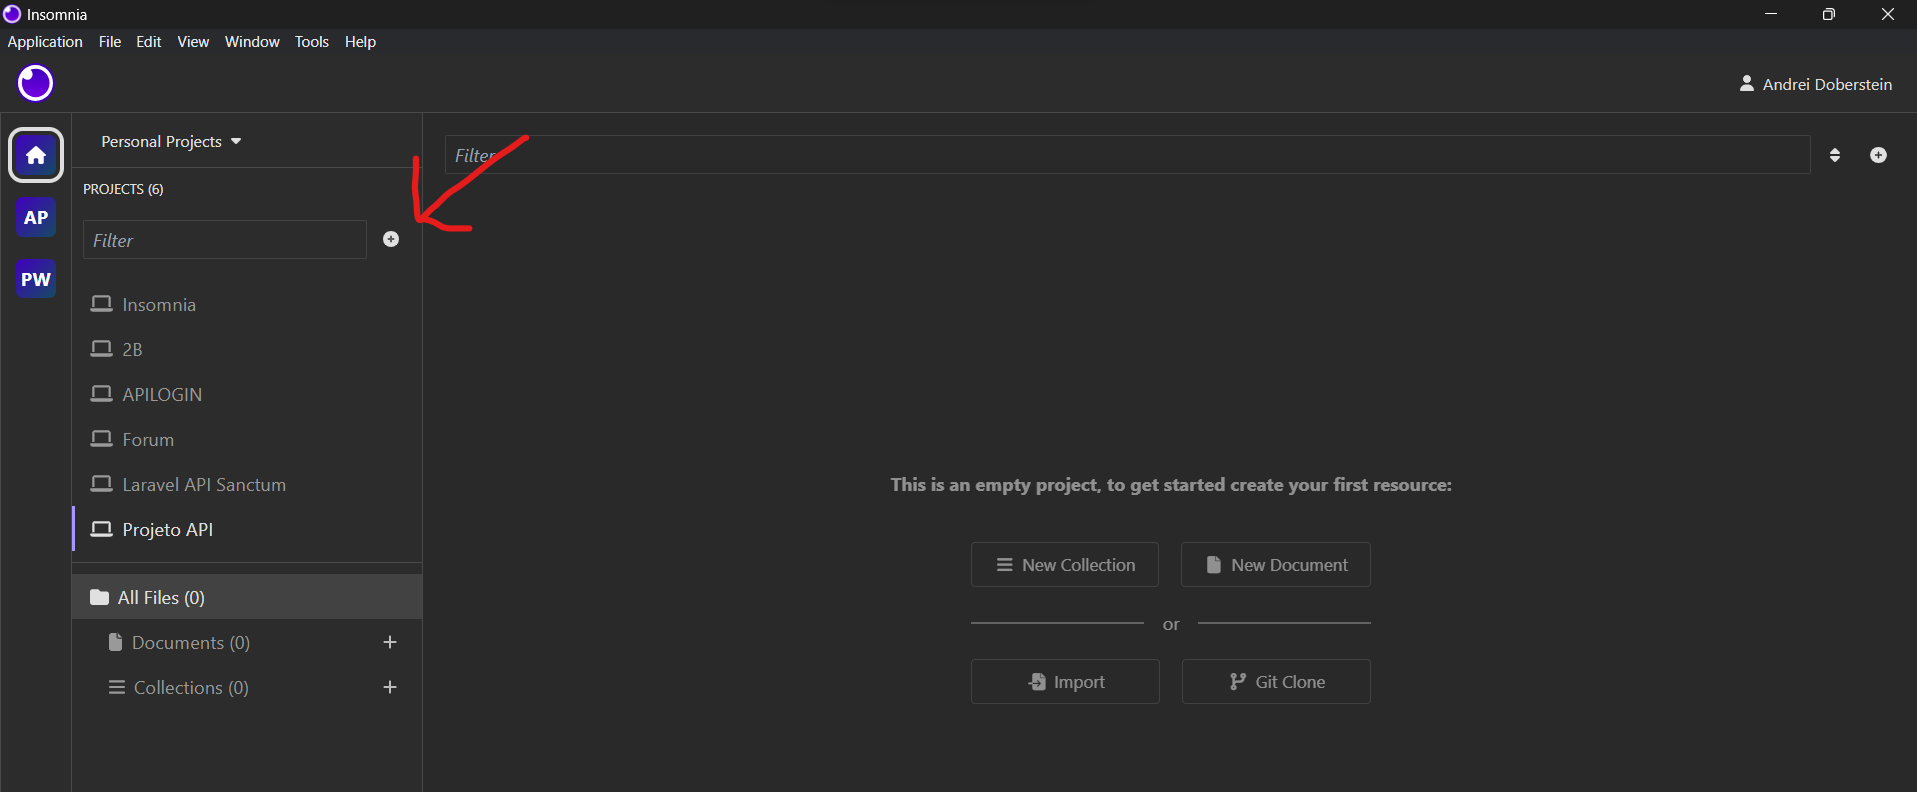 Insomnia
Application File Edit View Window Tools Help
Andrei Doberstein
Personal Projects
PROJECTS (6)
Filter
Filter
AP
PW
Insomnia
2B
APILOGIN
Forum
Laravel API Sanctum
Projeto API
All Files (0)
Documents (0) +
Collections (0) +
This is an empty project, to get started create your first resource:
New Collection New Document
or
Import Git Clone